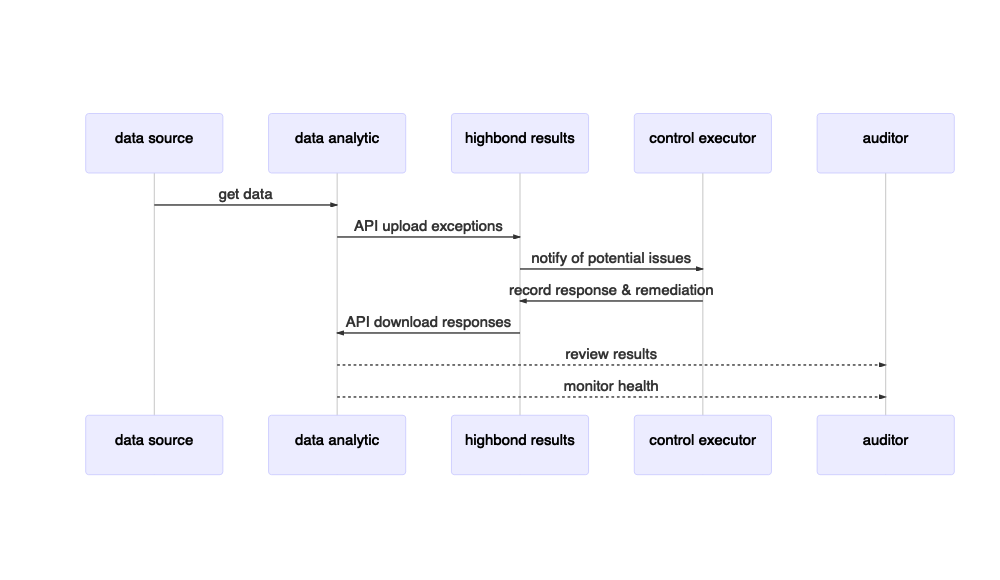 data source
data analytic
highbond results
control executor
auditor
get data
API upload exceptions
notify of potential issues
record response & remediation
API download responses
review results
monitor health
data source
data analytic
highbond results
control executor
auditor